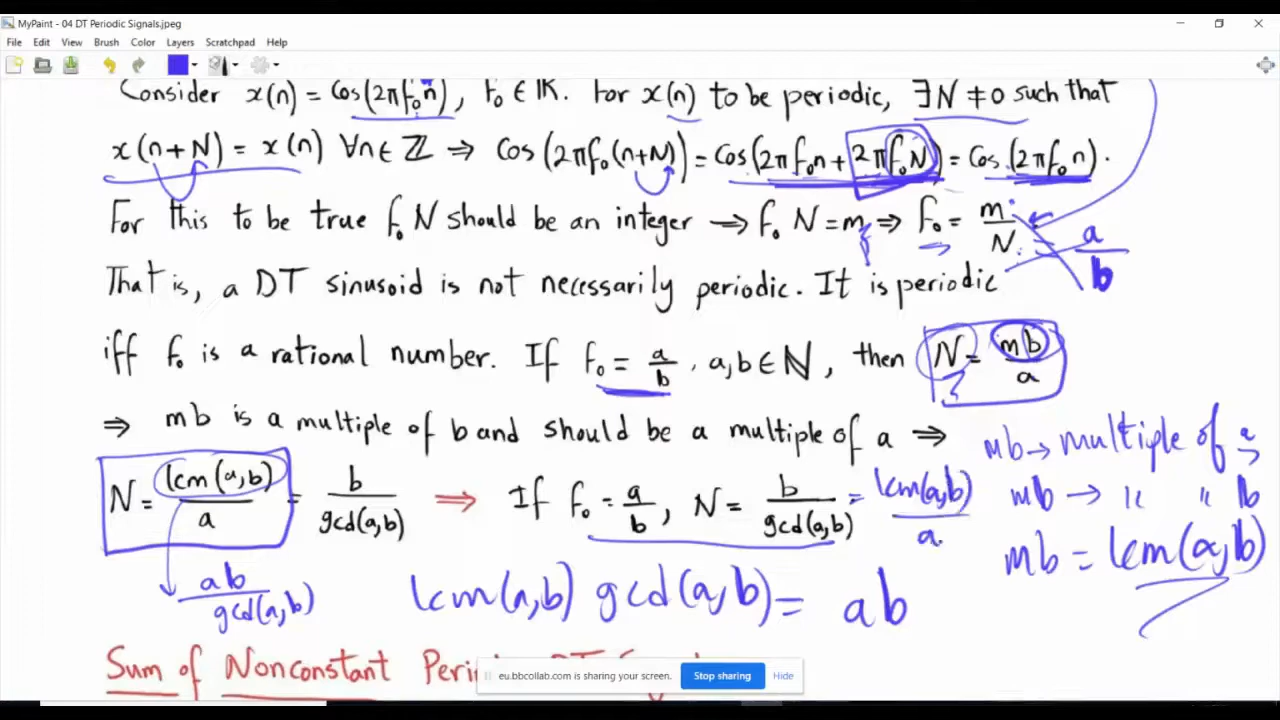 MyPaint - 04 DT Periodic Signals.jpeg
File Edit View Brush Color Layers Scratchpad Help
Consider x(n) = Cos(2πf₀n), f₀ ∈ ℝ. For x(n) to be periodic, ∃N ≠ 0 such that
x(n+N) = x(n) ∀n ∈ ℤ ⇒ Cos(2πf₀(n+N)) = Cos(2πf₀n + 2πf₀N) = Cos(2πf₀n).
For this to be true f₀N should be an integer → f₀N = m ⇒ f₀ = m/N = a/b
That is, a DT sinusoid is not necessarily periodic. It is periodic
iff f₀ is a rational number. If f₀ = a/b, a,b ∈ ℕ, then N = mb/a
⇒ mb is a multiple of b and should be a multiple of a ⇒
mb → multiple of a
N = lcm(a,b)/a = b/gcd(a,b) ⇒ If f₀ = a/b, N = b/gcd(a,b) = lcm(a,b)/a
mb → " " b
mb = lcm(a,b)
ab/gcd(a,b)
lcm(a,b) gcd(a,b) = ab
Sum of Nonconstant
eu.bbcollab.com is sharing your screen. Stop sharing Hide